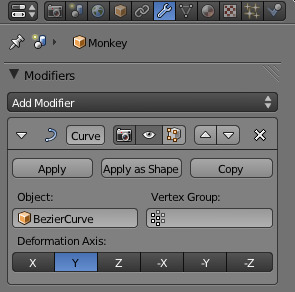 Monkey
Modifiers
Add Modifier
Curve
Apply
Apply as Shape
Copy
Object:
Vertex Group:
BezierCurve
Deformation Axis:
X Y Z -X -Y -Z